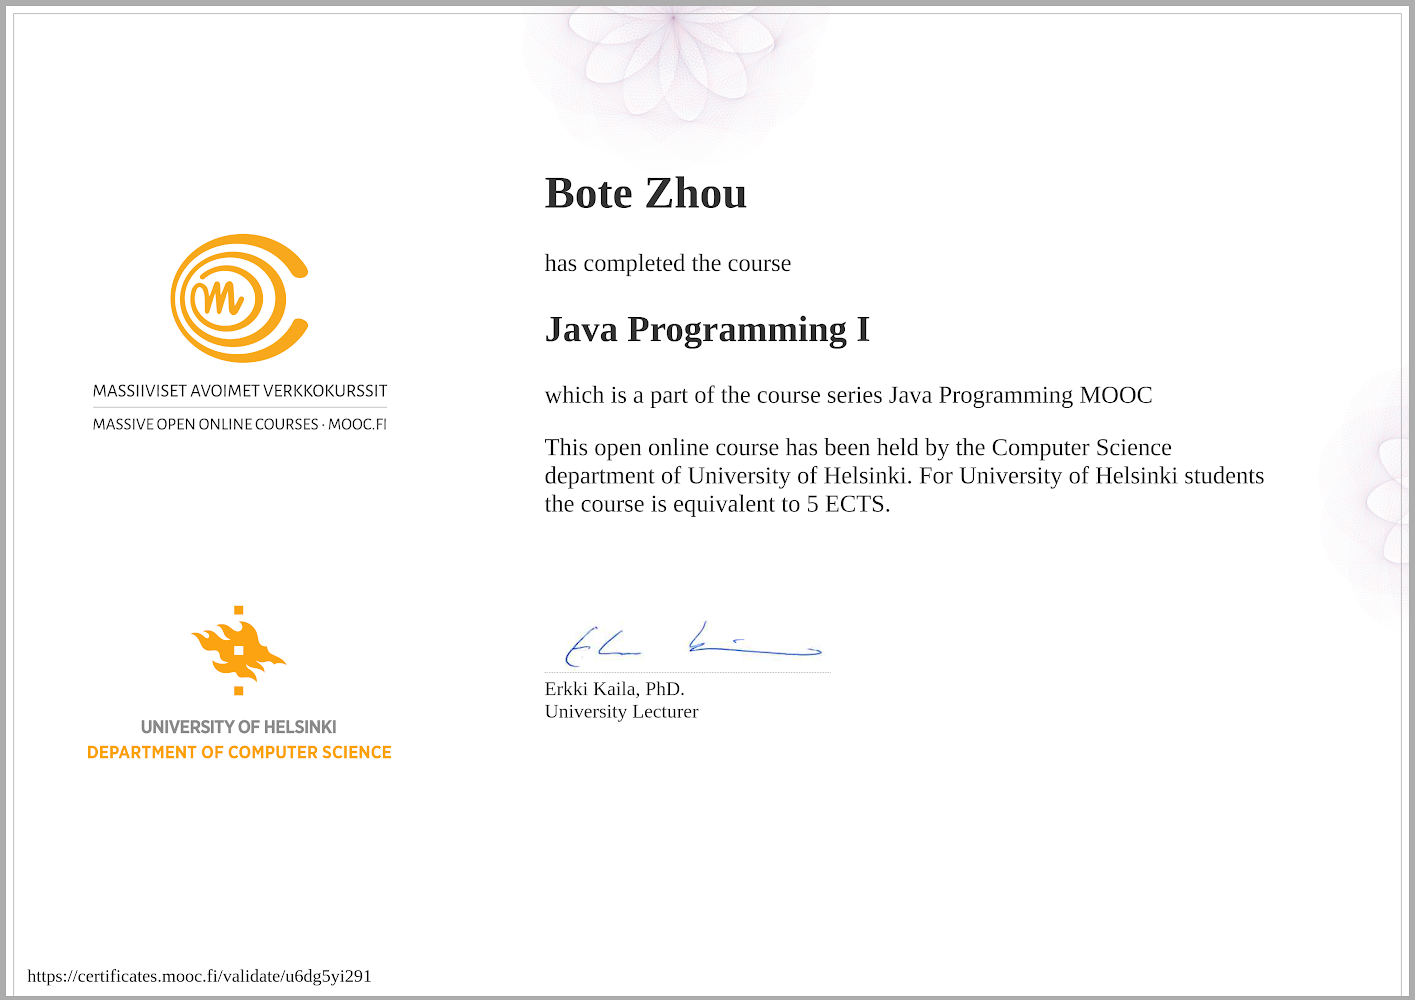 Bote Zhou
has completed the course
Java Programming I
which is a part of the course series Java Programming MOOC
This open online course has been held by the Computer Science
department of University of Helsinki. For University of Helsinki students
the course is equivalent to 5 ECTS.
m
MASSIIVISET AVOIMET VERKKOKURSSIT
MASSIVE OPEN ONLINE COURSES · MOOC.FI
UNIVERSITY OF HELSINKI
DEPARTMENT OF COMPUTER SCIENCE
Erkki Kaila, PhD.
University Lecturer
https://certificates.mooc.fi/validate/u6dg5yi291